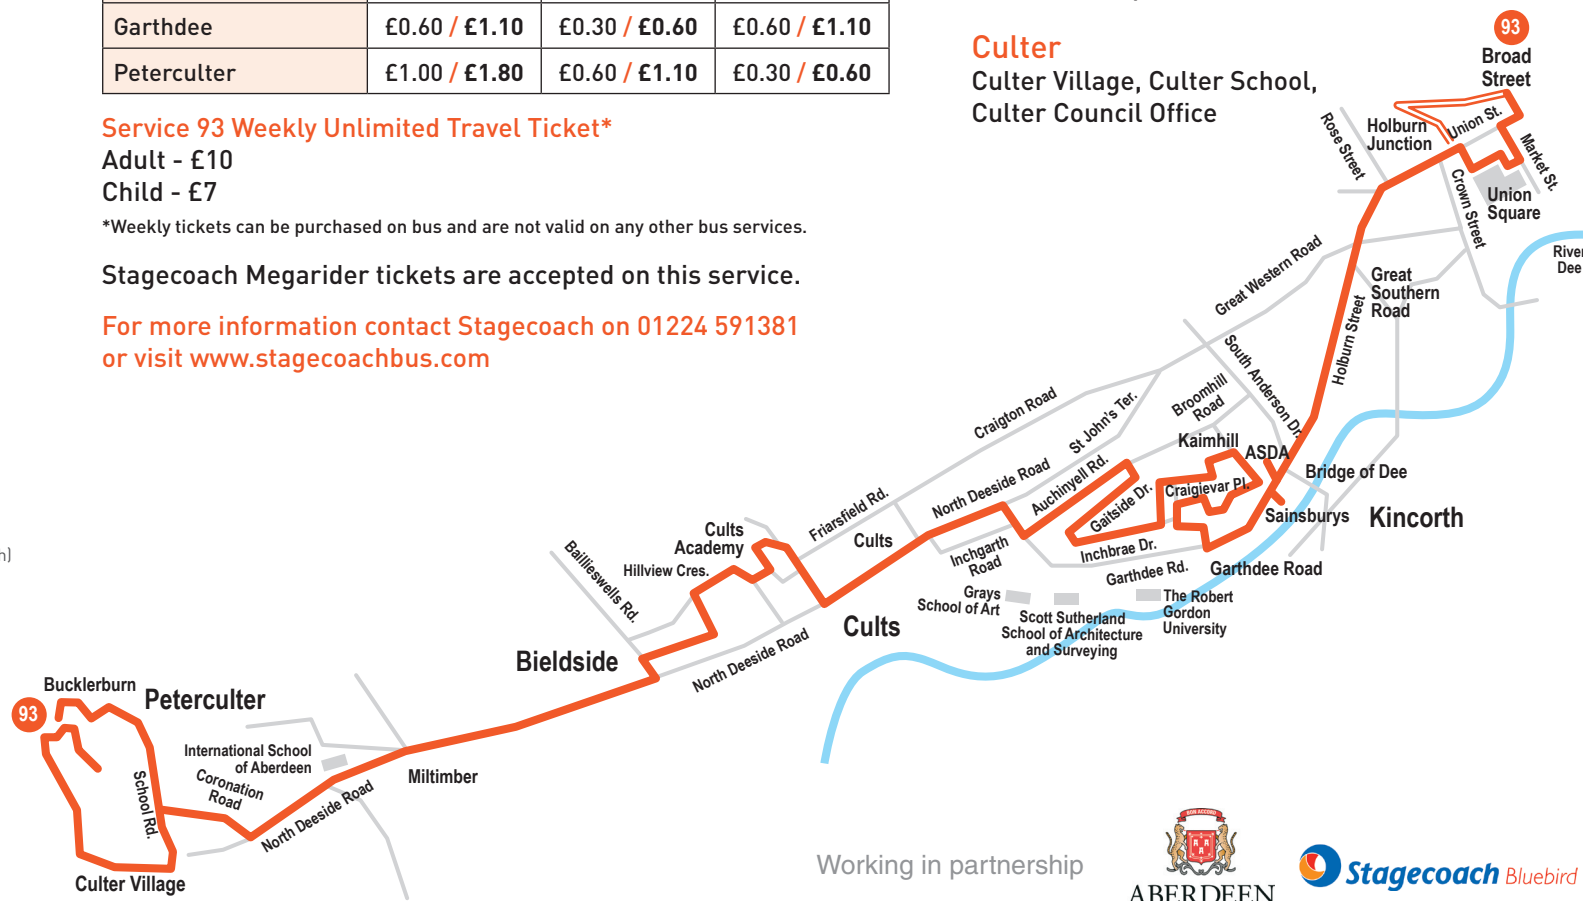 Garthdee £0.60 / £1.10 £0.30 / £0.60 £0.60 / £1.10
Peterculter £1.00 / £1.80 £0.60 / £1.10 £0.30 / £0.60
Service 93 Weekly Unlimited Travel Ticket*
Adult - £10
Child - £7
*Weekly tickets can be purchased on bus and are not valid on any other bus services.
Stagecoach Megarider tickets are accepted on this service.
For more information contact Stagecoach on 01224 591381
or visit www.stagecoachbus.com
Culter
Culter Village, Culter School,
Culter Council Office
93
Broad
Street
Holburn
Junction
Union St.
Rose Street
Market St.
Crown Street
Union
Square
River
Dee
Great Western Road
Great
Southern
Road
Holburn Street
South Anderson Dr.
Broomhill
Road
Craigton Road
St John's Ter.
Kaimhill
ASDA
North Deeside Road
Auchinyell Rd.
Gaitside Dr.
Craigievar Pl.
Bridge of Dee
Sainsburys
Kincorth
Friarsfield Rd.
Cults
Cults
Academy
Hillview Cres.
Baillieswells Rd.
Inchgarth
Road
Inchbrae Dr.
Garthdee Rd.
Garthdee Road
Grays
School of Art
Scott Sutherland
School of Architecture
and Surveying
The Robert
Gordon
University
Cults
North Deeside Road
Bieldside
Bucklerburn
Peterculter
93
International School
of Aberdeen
Coronation
Road
School Rd.
North Deeside Road
Miltimber
Culter Village
h)
Working in partnership
BON ACCORD
ABERDEEN
Stagecoach Bluebird